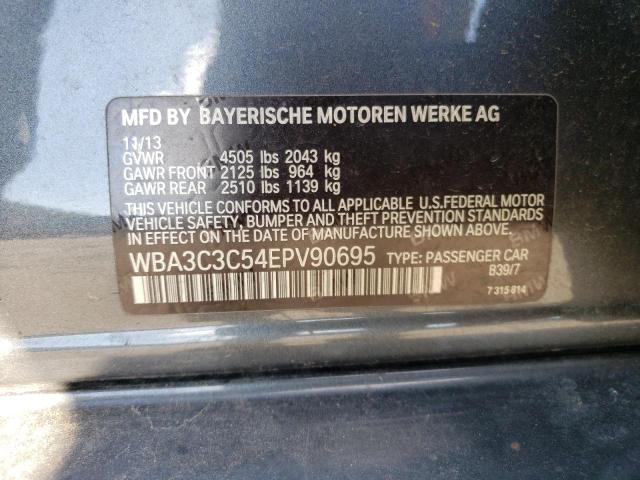 MFD BY BAYERISCHE MOTOREN WERKE AG
11/13
GVWR 4505 lbs 2043 kg
GAWR FRONT 2125 lbs 964 kg
GAWR REAR 2510 lbs 1139 kg
THIS VEHICLE CONFORMS TO ALL APPLICABLE U.S.FEDERAL MOTOR
VEHICLE SAFETY, BUMPER AND THEFT PREVENTION STANDARDS
IN EFFECT ON THE DATE OF MANUFACTURE SHOWN ABOVE.
WBA3C3C54EPV90695 TYPE: PASSENGER CAR
B39/7
7 315 814